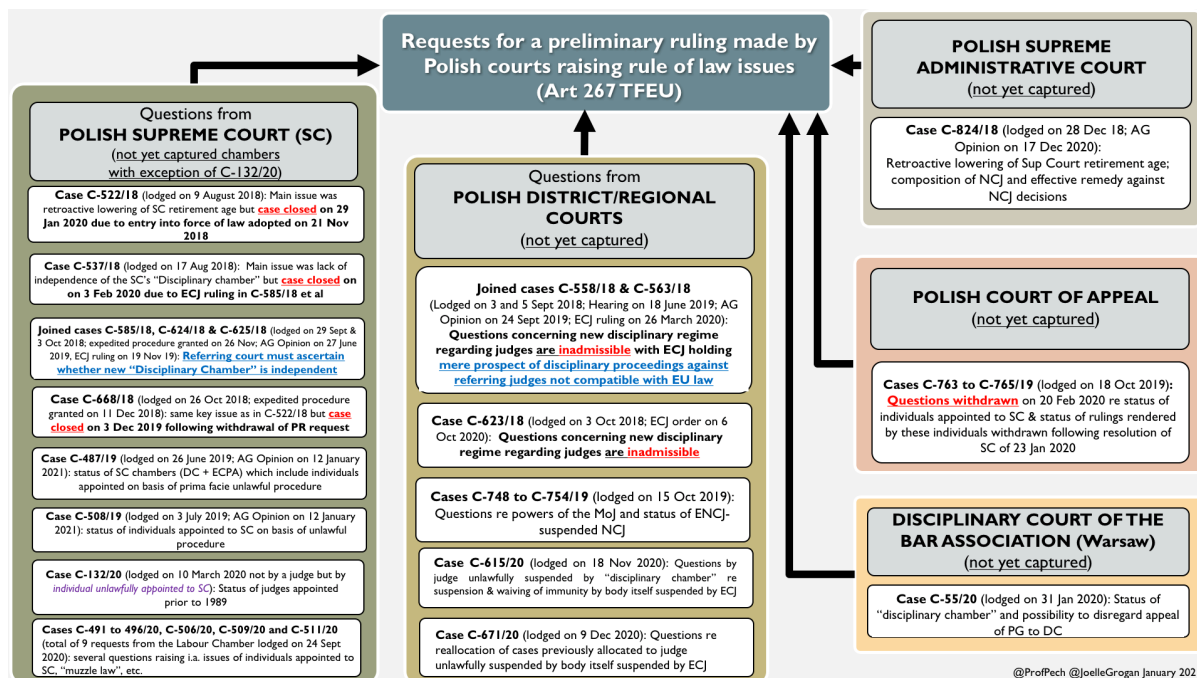 Requests for a preliminary ruling made by
Polish courts raising rule of law issues
(Art 267 TFEU)
Questions from
POLISH SUPREME COURT (SC)
(not yet captured chambers
with exception of C-132/20)
Case C-522/18 (lodged on 9 August 2018): Main issue was
retroactive lowering of SC retirement age but case closed on 29
Jan 2020 due to entry into force of law adopted on 21 Nov
2018
Case C-537/18 (lodged on 17 Aug 2018): Main issue was lack of
independence of the SC's “Disciplinary chamber” but case closed on
on 3 Feb 2020 due to ECJ ruling in C-585/18 et al
Joined cases C-585/18, C-624/18 & C-625/18 (lodged on 29 Sept &
3 Oct 2018; expedited procedure granted on 26 Nov; AG Opinion on 27 June
2019, ECJ ruling on 19 Nov 19): Referring court must ascertain
whether new “Disciplinary Chamber” is independent
Case C-668/18 (lodged on 26 Oct 2018; expedited procedure
granted on 11 Dec 2018): same key issue as in C-522/18 but case
closed on 3 Dec 2019 following withdrawal of PR request
Case C-487/19 (lodged on 26 June 2019; AG Opinion on 12 January
2021): status of SC chambers (DC + ECPA) which include individuals
appointed on basis of prima facie unlawful procedure
Case C-508/19 (lodged on 3 July 2019; AG Opinion on 12 January
2021): status of individuals appointed to SC on basis of unlawful
procedure
Case C-132/20 (lodged on 10 March 2020 not by a judge but by
individual unlawfully appointed to SC): Status of judges appointed
prior to 1989
Cases C-491 to 496/20, C-506/20, C-509/20 and C-511/20
(total of 9 requests from the Labour Chamber lodged on 24 Sept
2020): several questions raising i.a. issues of individuals appointed to
SC, “muzzle law”, etc.
Questions from
POLISH DISTRICT/REGIONAL
COURTS
(not yet captured)
Joined cases C-558/18 & C-563/18
(Lodged on 3 and 5 Sept 2018; Hearing on 18 June 2019; AG
Opinion on 24 Sept 2019; ECJ ruling on 26 March 2020):
Questions concerning new disciplinary regime
regarding judges are inadmissible with ECJ holding
mere prospect of disciplinary proceedings against
referring judges not compatible with EU law
Case C-623/18 (lodged on 3 Oct 2018; ECJ order on 6
Oct 2020): Questions concerning new disciplinary
regime regarding judges are inadmissible
Cases C-748 to C-754/19 (lodged on 15 Oct 2019):
Questions re powers of the MoJ and status of ENCJ-
suspended NCJ
Case C-615/20 (lodged on 18 Nov 2020): Questions by
judge unlawfully suspended by “disciplinary chamber” re
suspension & waiving of immunity by body itself suspended by ECJ
Case C-671/20 (lodged on 9 Dec 2020): Questions re
reallocation of cases previously allocated to judge
unlawfully suspended by body itself suspended by ECJ
POLISH SUPREME
ADMINISTRATIVE COURT
(not yet captured)
Case C-824/18 (lodged on 28 Dec 18; AG
Opinion on 17 Dec 2020):
Retroactive lowering of Sup Court retirement age;
composition of NCJ and effective remedy against
NCJ decisions
POLISH COURT OF APPEAL
(not yet captured)
Cases C-763 to C-765/19 (lodged on 18 Oct 2019):
Questions withdrawn on 20 Feb 2020 re status of
individuals appointed to SC & status of rulings rendered
by these individuals withdrawn following resolution of
SC of 23 Jan 2020
DISCIPLINARY COURT OF THE
BAR ASSOCIATION (Warsaw)
(not yet captured)
Case C-55/20 (lodged on 31 Jan 2020): Status of
“disciplinary chamber” and possibility to disregard appeal
of PG to DC
@ProfPech @JoelleGrogan January 202